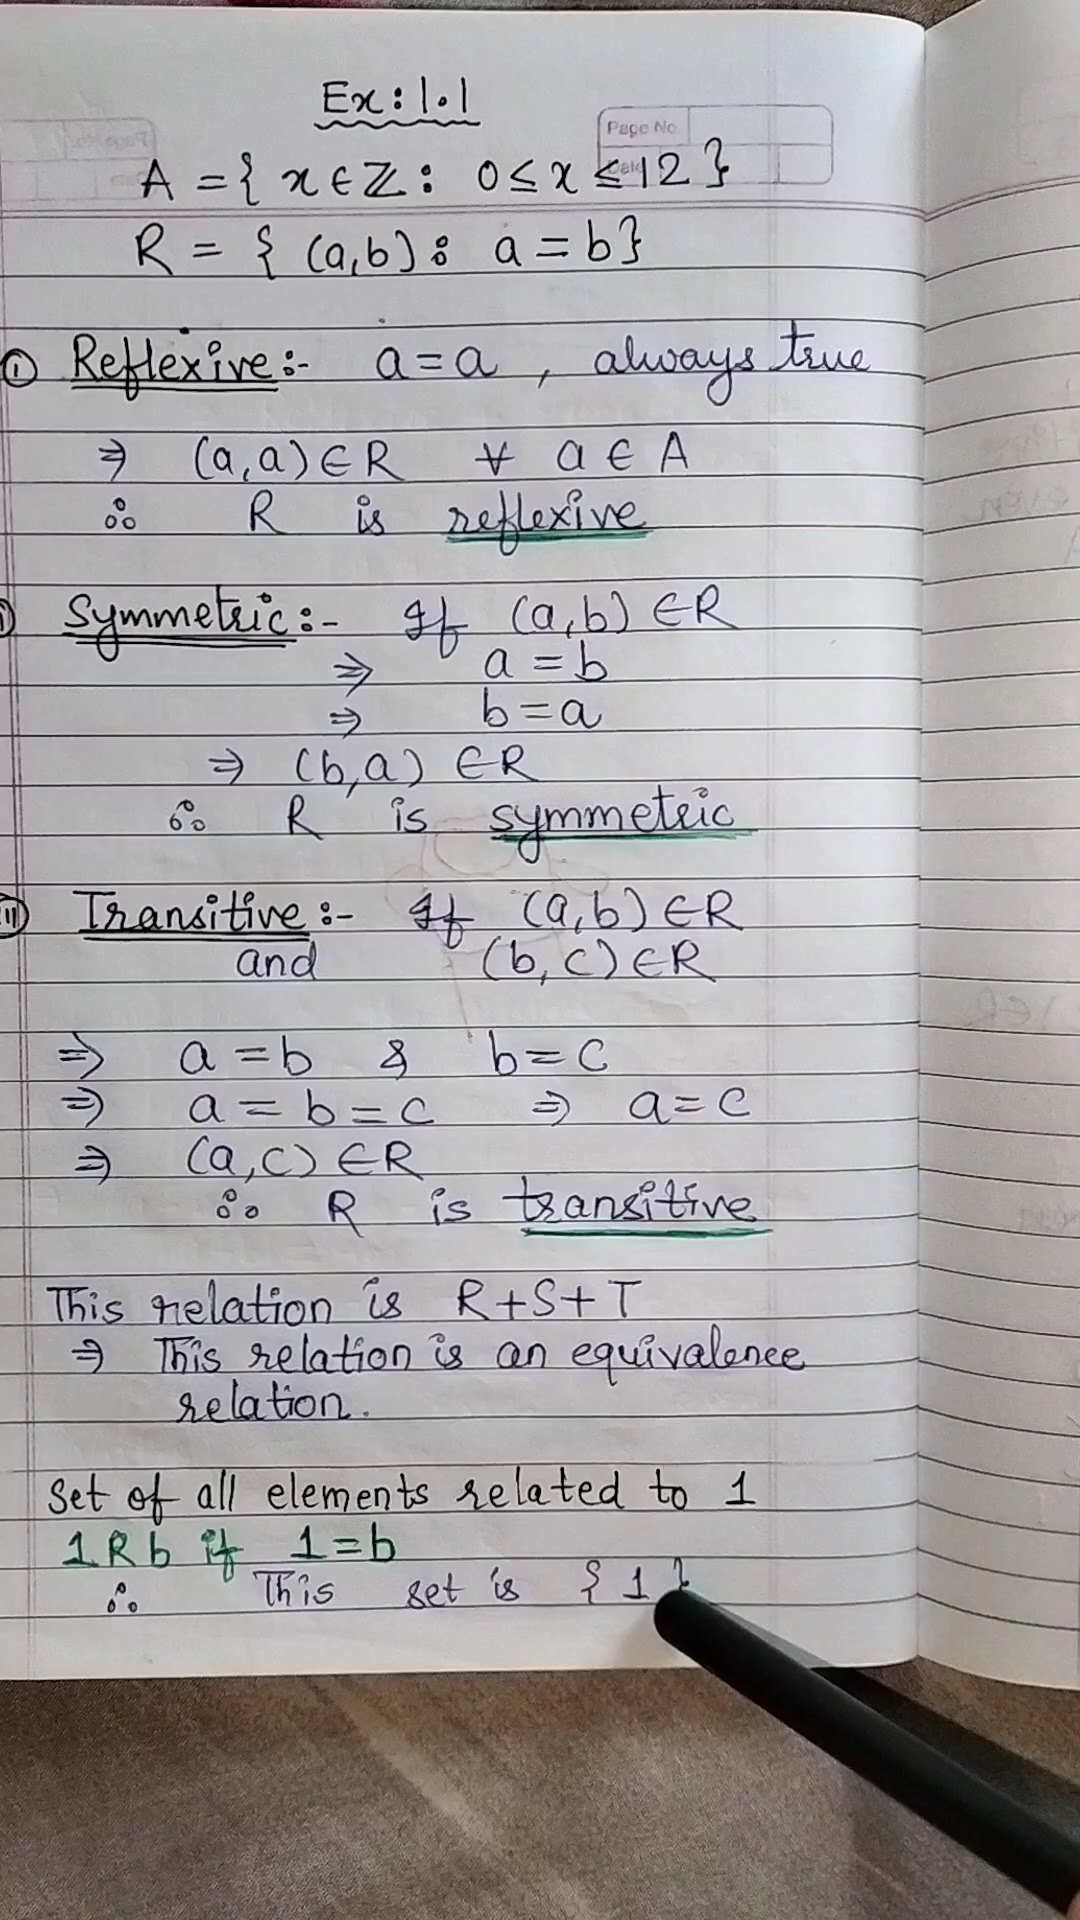 Ex: 1.1
Page No.
A = { x ∈ Z : 0 ≤ x ≤ 12 }
R = { (a,b) : a = b }
① Reflexive :- a = a , always true
⇒ (a,a) ∈ R ∀ a ∈ A
∴ R is reflexive
Symmetric :- If (a,b) ∈ R
⇒ a = b
⇒ b = a
⇒ (b,a) ∈ R
∴ R is symmetric
(iii) Transitive :- If (a,b) ∈ R
and (b,c) ∈ R
⇒ a = b & b = c
⇒ a = b = c ⇒ a = c
⇒ (a,c) ∈ R
∴ R is transitive
This relation is R+S+T
⇒ This relation is an equivalence
relation.
Set of all elements related to 1
1 R b if 1 = b
∴ This set is { 1 }